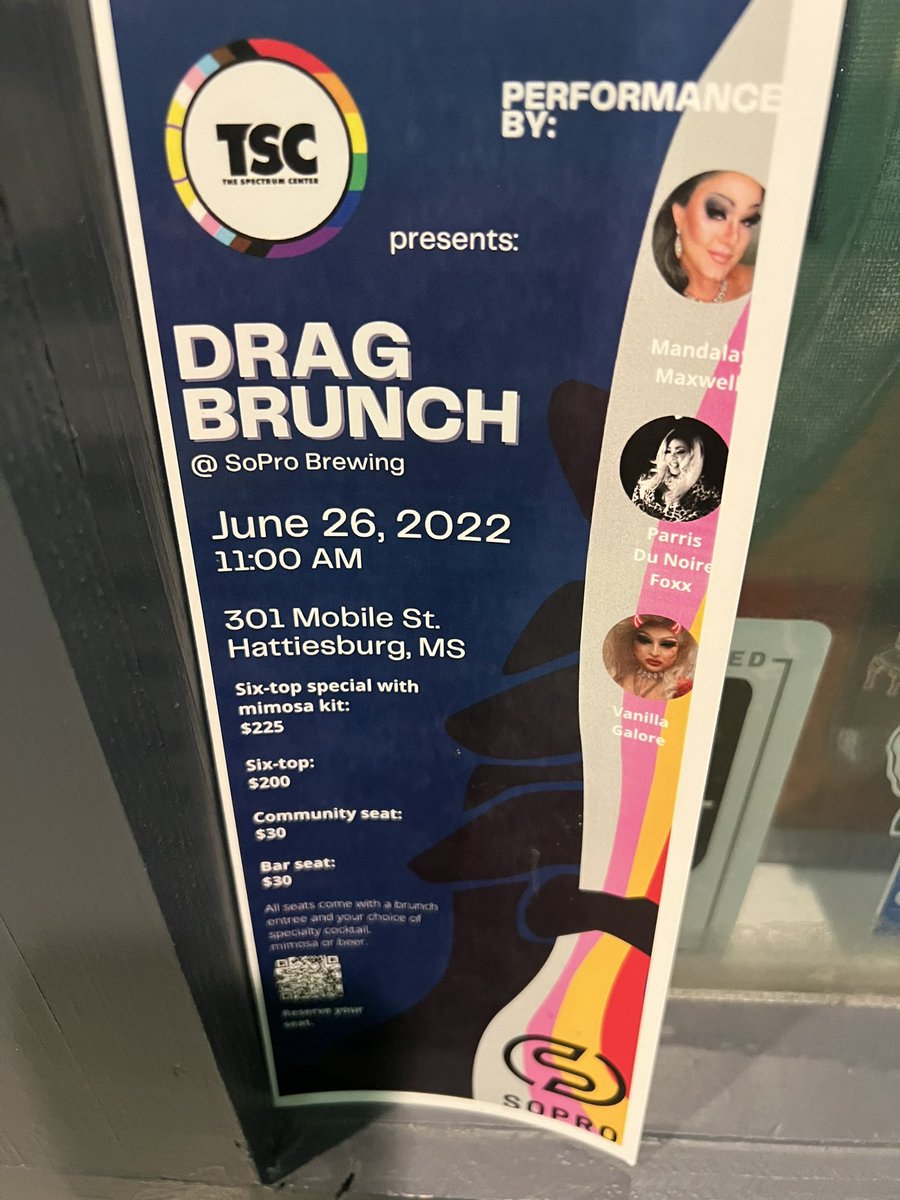 TSC
THE SPECTRUM CENTER
presents:
DRAG
BRUNCH
@ SoPro Brewing
June 26, 2022
11:00 AM
301 Mobile St.
Hattiesburg, MS
Six-top special with
mimosa kit:
$225
Six-top:
$200
Community seat:
$30
Bar seat:
$30
All seats come with a brunch
entree and your choice of
specialty cocktail,
mimosa or beer.
Reserve your
seat.
PERFORMANCE
BY:
Mandalay
Maxwell
Parris
Du Noire
Foxx
Vanilla
Galore
SOPRO
ED